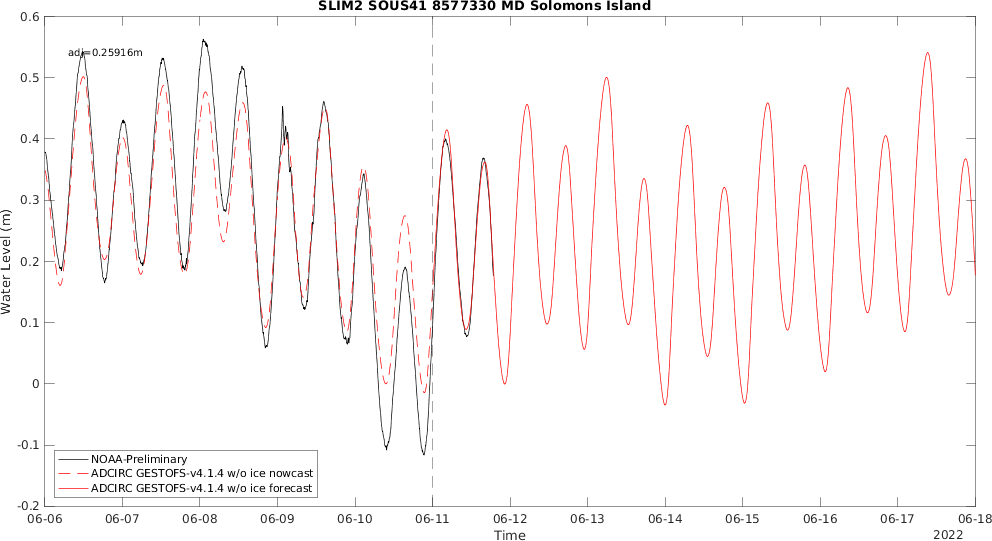 SLIM2 SOUS41 8577330 MD Solomons Island
adj=0.25916m
0.6
0.5
0.4
0.3
0.2
0.1
0
-0.1
-0.2
Water Level (m)
NOAA-Preliminary
ADCIRC GESTOFS-v4.1.4 w/o ice nowcast
ADCIRC GESTOFS-v4.1.4 w/o ice forecast
06-06 06-07 06-08 06-09 06-10 06-11 06-12 06-13 06-14 06-15 06-16 06-17 06-18
Time
2022